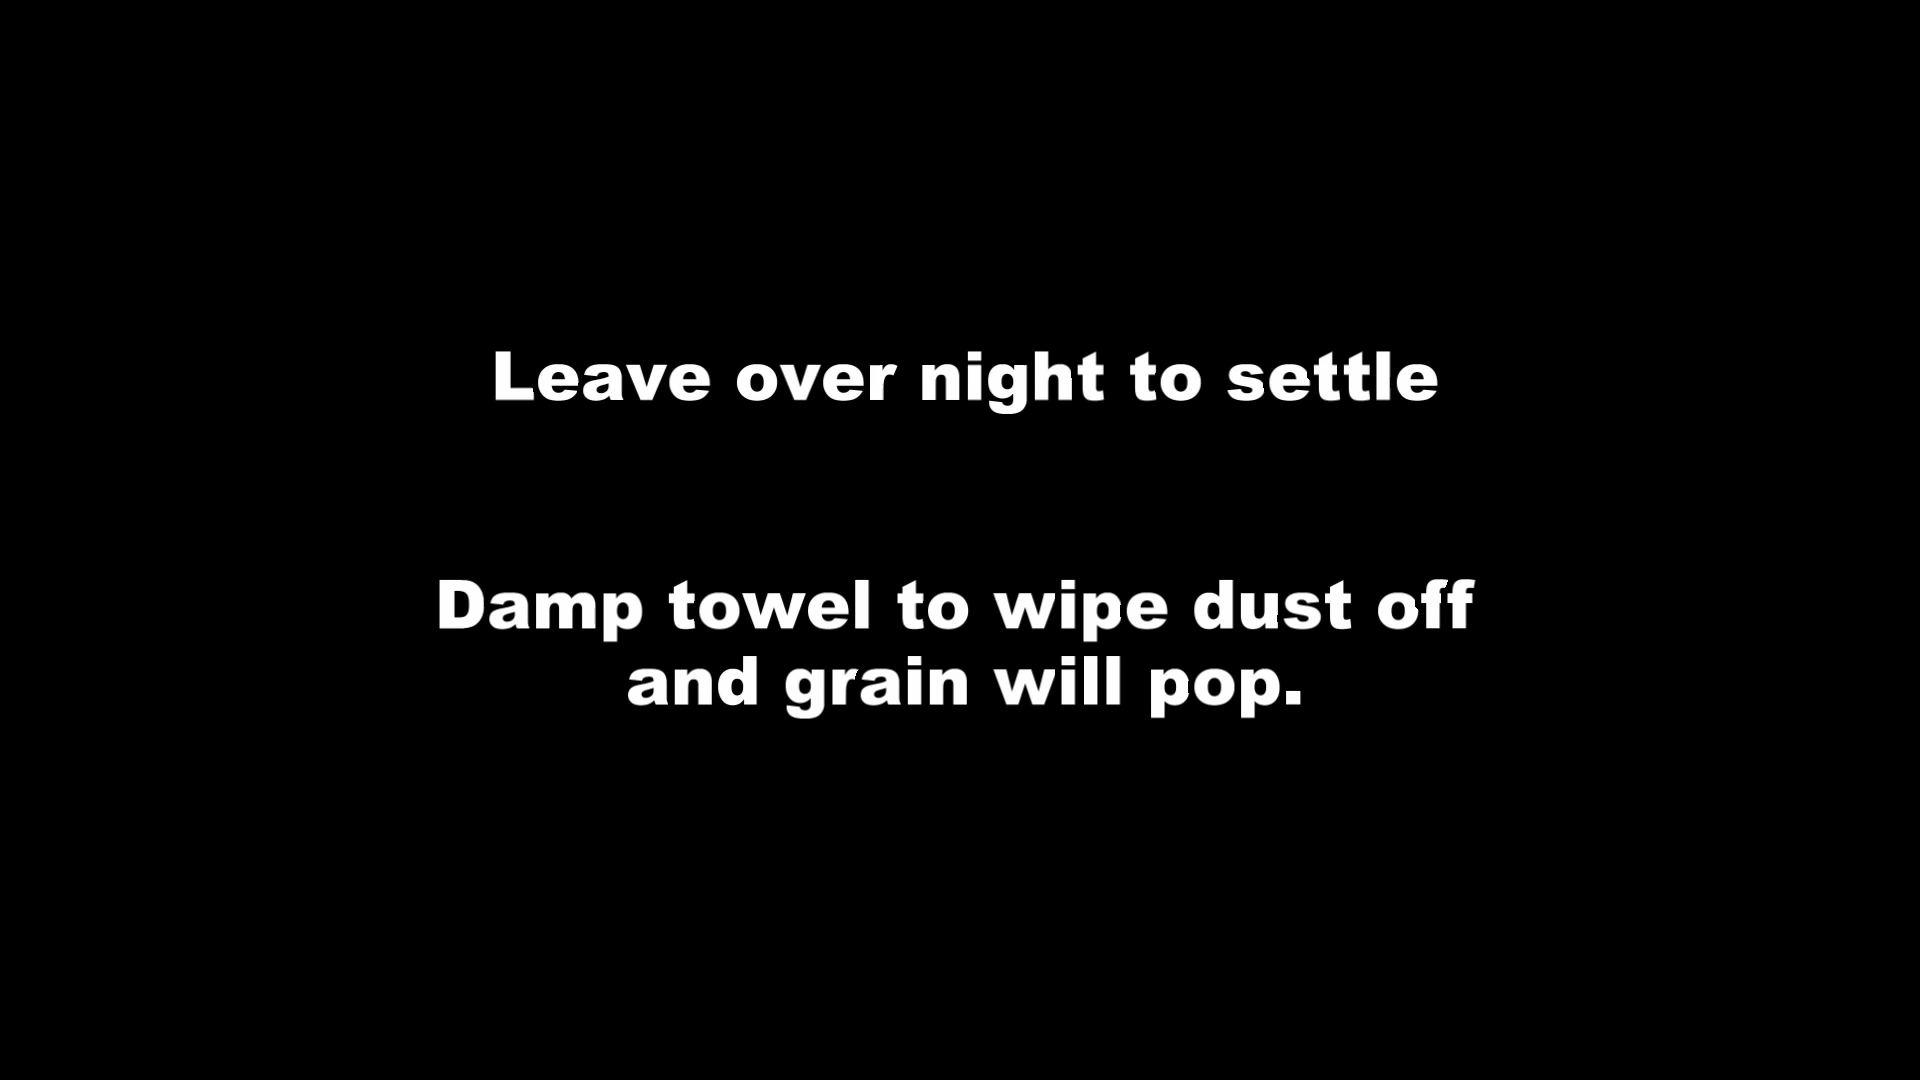 Leave over night to settle
Damp towel to wipe dust off
and grain will pop.